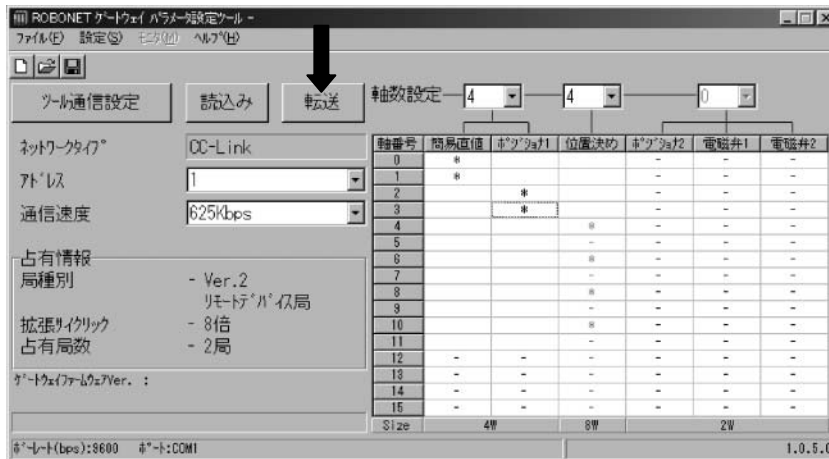 ROBONET ｹﾞｰﾄｳｪｲ ﾊﾟﾗﾒｰﾀ設定ﾂｰﾙ -
ﾌｧｲﾙ(F) 設定(S) ﾓﾆﾀ(M) ﾍﾙﾌﾟ(H)
ﾂｰﾙ通信設定 読込み 転送 軸数設定 4 4 0
ﾈｯﾄﾜｰｸﾀｲﾌﾟ CC-Link
ｱﾄﾞﾚｽ 1
通信速度 625Kbps
占有情報
局種別 - Ver.2
ﾘﾓｰﾄﾃﾞﾊﾞｲｽ局
拡張ｻｲｸﾘｯｸ - 8倍
占有局数 - 2局
ｹﾞｰﾄｳｪｲﾌｧｰﾑｳｪｱVer. :
軸番号 簡易直値 ﾎﾟｼﾞｼｮﾅ1 位置決め ﾎﾟｼﾞｼｮﾅ2 電磁弁1 電磁弁2
0 * - - -
1 * - - -
2 * - - -
3 * - - -
4 * - - -
5 - - - -
6 * - - -
7 - - - -
8 * - - -
9 - - - -
10 * - - -
11 - - - -
12 - - - - - -
13 - - - - - -
14 - - - - - -
15 - - - - - -
Size 4W 8W 2W
ﾎﾞｰﾚｰﾄ(bps):9600 ﾎﾟｰﾄ:COM1 1.0.5.0